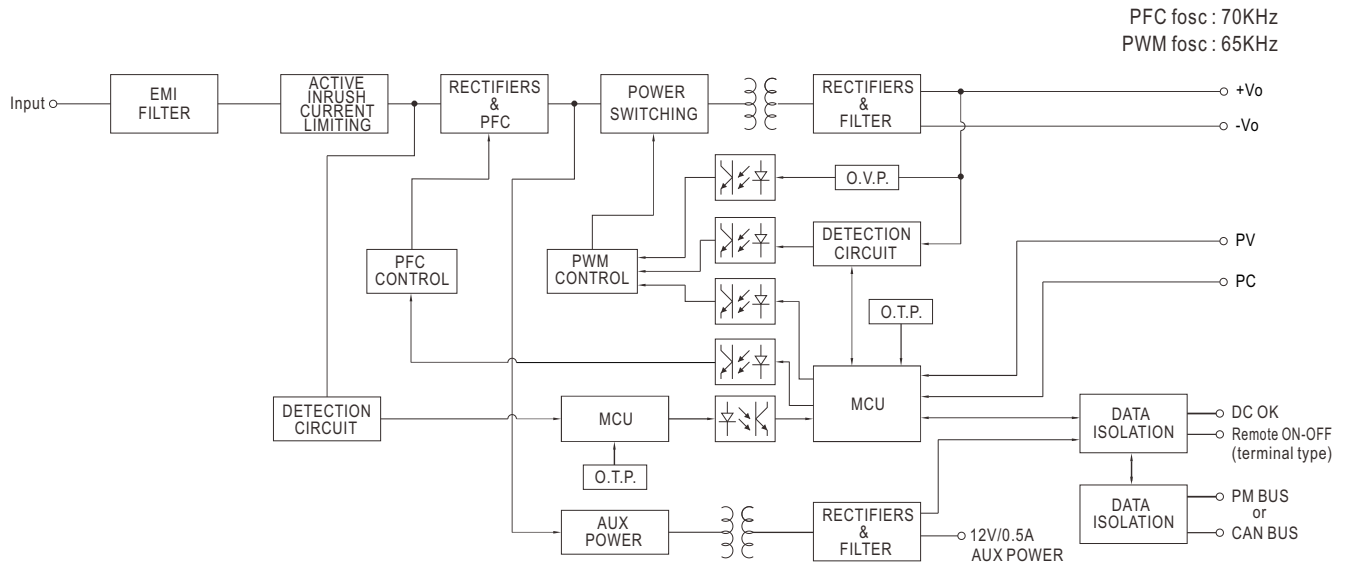 PFC fosc : 70KHz
PWM fosc : 65KHz
Input
EMI
FILTER
ACTIVE
INRUSH
CURRENT
LIMITING
RECTIFIERS
&
PFC
POWER
SWITCHING
RECTIFIERS
&
FILTER
+Vo
-Vo
O.V.P.
PFC
CONTROL
PWM
CONTROL
DETECTION
CIRCUIT
PV
PC
O.T.P.
DETECTION
CIRCUIT
MCU
MCU
DATA
ISOLATION
DC OK
Remote ON-OFF
(terminal type)
O.T.P.
AUX
POWER
RECTIFIERS
&
FILTER
12V/0.5A
AUX POWER
DATA
ISOLATION
PM BUS
or
CAN BUS